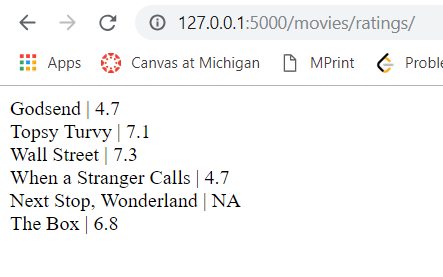 127.0.0.1:5000/movies/ratings/
Apps Canvas at Michigan MPrint Proble
Godsend | 4.7
Topsy Turvy | 7.1
Wall Street | 7.3
When a Stranger Calls | 4.7
Next Stop, Wonderland | NA
The Box | 6.8